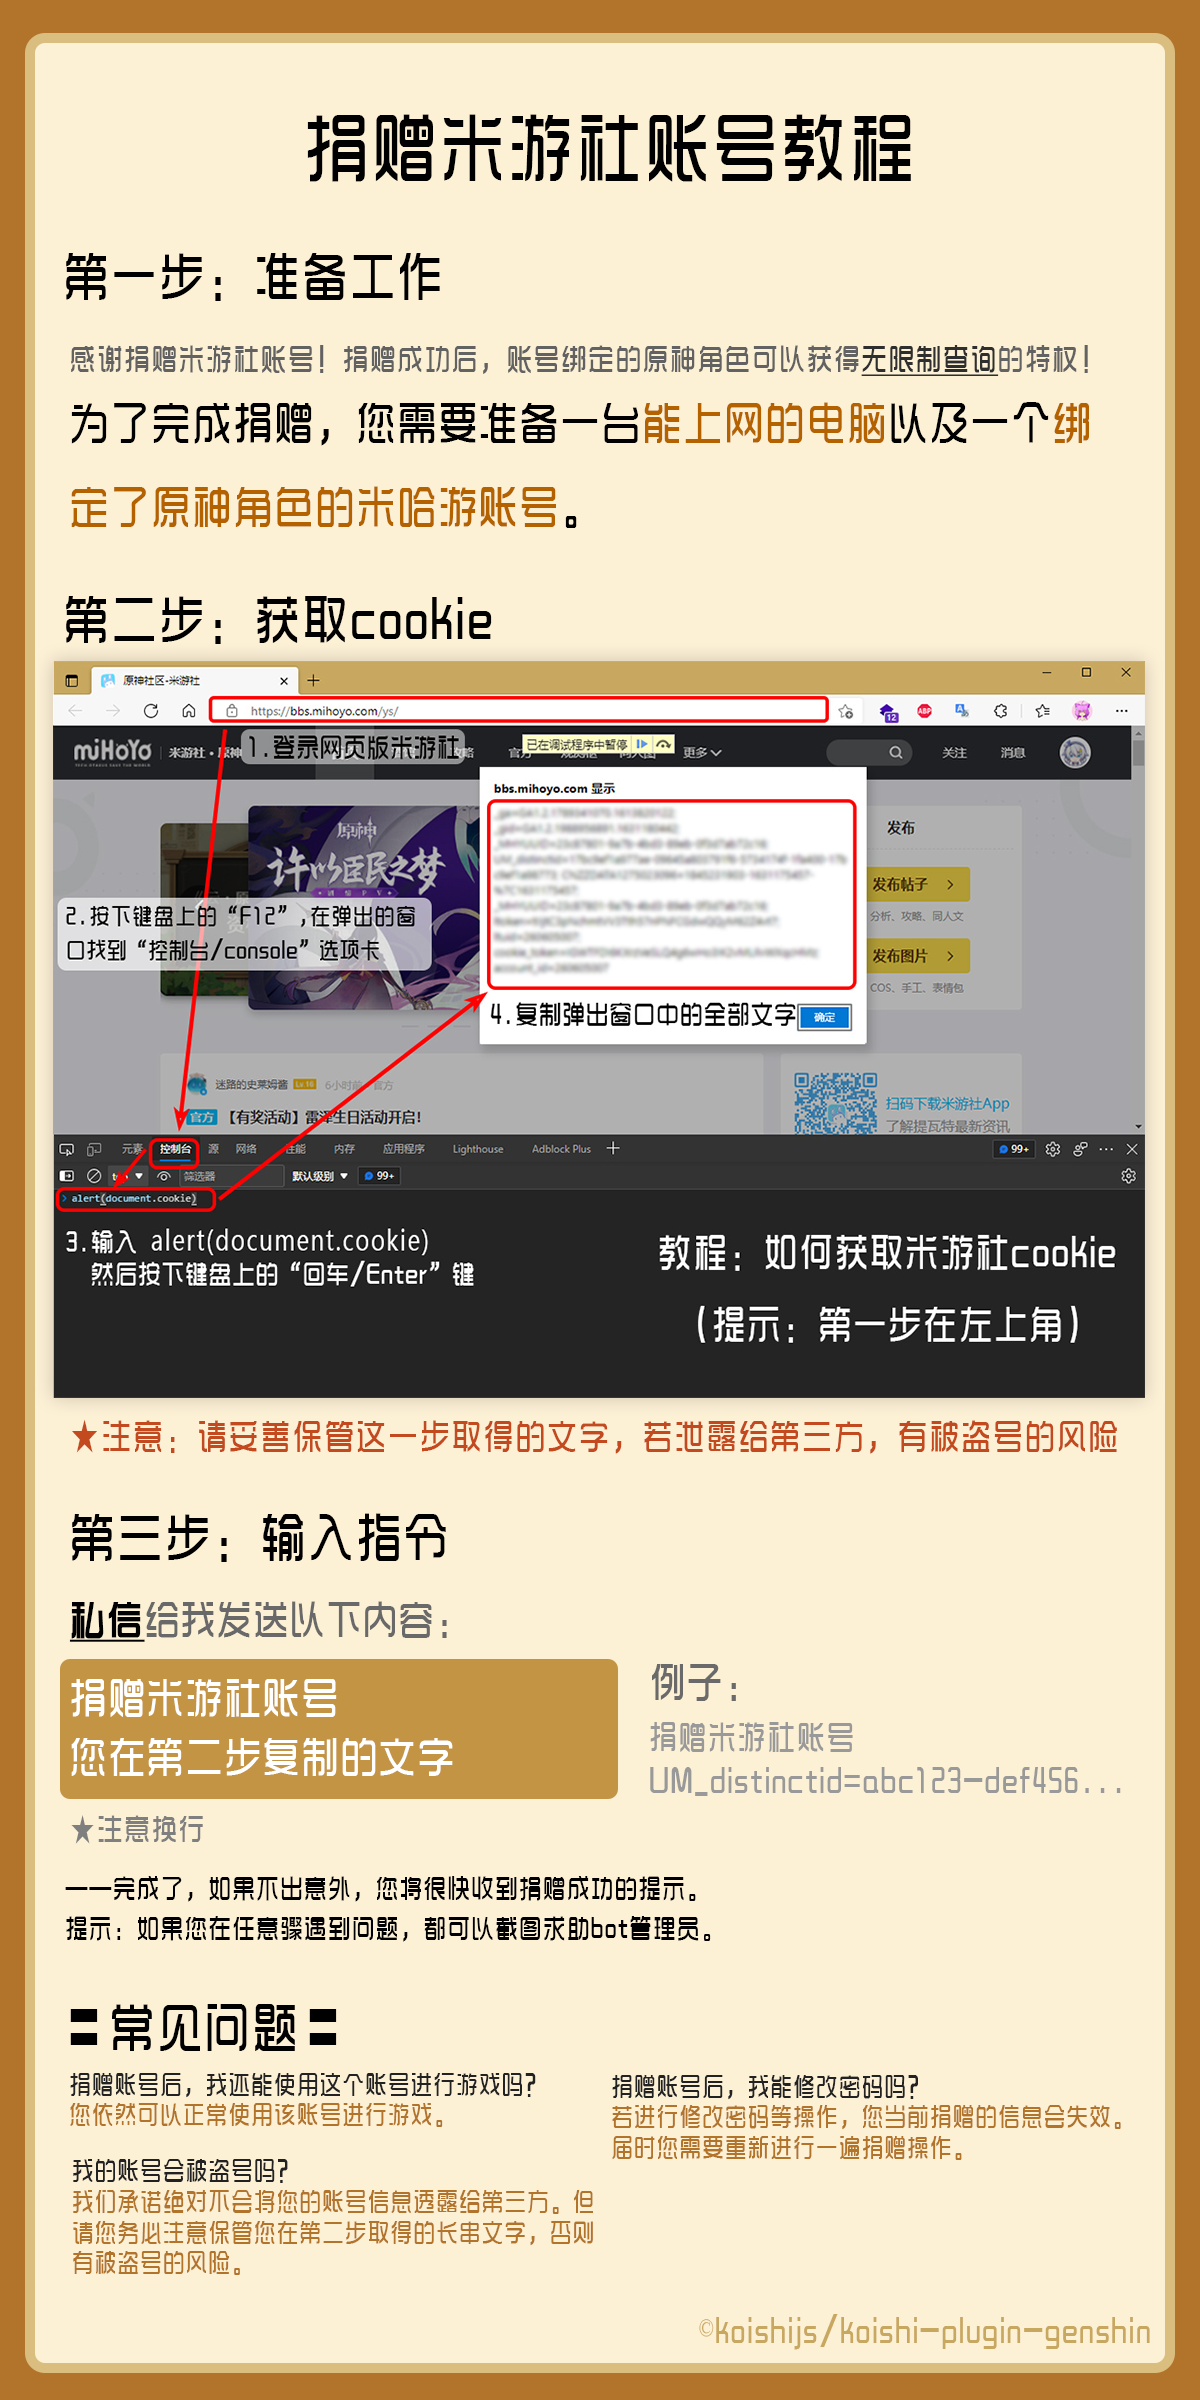 捐赠米游社账号教程
第一步：准备工作
感谢捐赠米游社账号！捐赠成功后，账号绑定的原神角色可以获得无限制查询的特权！
为了完成捐赠，您需要准备一台能上网的电脑以及一个绑
定了原神角色的米哈游账号。
第二步：获取cookie
原神社区-米游社
https://bbs.mihoyo.com/ys/
12
ABP
miHoYo
TECH OTAKUS SAVE THE WORLD
米游社·原神
1.登录网页版米游社
已在调试程序中暂停
更多
关注
消息
bbs.mihoyo.com 显示
4.复制弹出窗口中的全部文字
确定
原神
许以臣民之梦
2.按下键盘上的“F12”,在弹出的窗
口找到“控制台/console”选项卡
发布
发布帖子
分析、攻略、同人文
发布图片
COS、手工、表情包
迷路的史莱姆酱
6小时前
官方
官方
【有奖活动】雷泽生日活动开启!
扫码下载米游社App
了解提瓦特最新资讯
元素
控制台
源
网络
性能
内存
应用程序
Lighthouse
Adblock Plus
99+
top
筛选器
默认级别
99+
alert(document.cookie)
3.输入 alert(document.cookie)
然后按下键盘上的“回车/Enter”键
教程：如何获取米游社cookie
（提示：第一步在左上角）
★注意：请妥善保管这一步取得的文字，若泄露给第三方，有被盗号的风险
第三步：输入指令
私信给我发送以下内容：
捐赠米游社账号
您在第二步复制的文字
例子：
捐赠米游社账号
UM_distinctid=abc123-def456...
★注意换行
——完成了，如果不出意外，您将很快收到捐赠成功的提示。
提示：如果您在任意骤遇到问题，都可以截图求助bot管理员。
=常见问题=
捐赠账号后，我还能使用这个账号进行游戏吗?
您依然可以正常使用该账号进行游戏。
我的账号会被盗号吗?
我们承诺绝对不会将您的账号信息透露给第三方。但
请您务必注意保管您在第二步取得的长串文字，否则
有被盗号的风险。
捐赠账号后，我能修改密码吗?
若进行修改密码等操作，您当前捐赠的信息会失效。
届时您需要重新进行一遍捐赠操作。
©koishijs/koishi-plugin-genshin